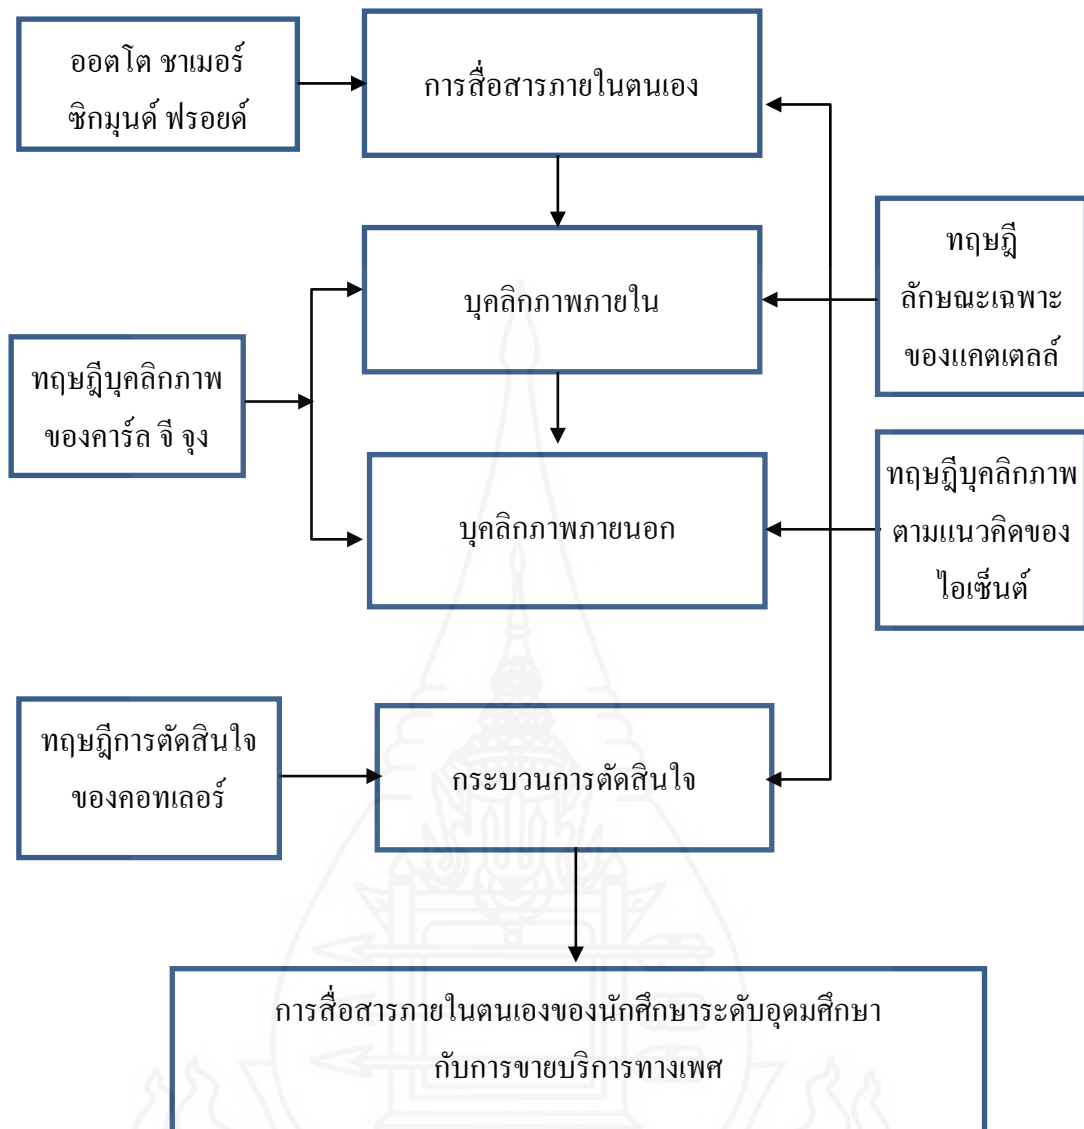 ออตโต ชาเมอร์
ซิกมุนด์ ฟรอยด์
การสื่อสารภายในตนเอง
ทฤษฎี
ลักษณะเฉพาะ
ของแคตเตลล์
บุคลิกภาพภายใน
ทฤษฎีบุคลิกภาพ
ของคาร์ล จี จุง
บุคลิกภาพภายนอก
ทฤษฎีบุคลิกภาพ
ตามแนวคิดของ
ไอเซ็นต์
ทฤษฎีการตัดสินใจ
ของคอทเลอร์
กระบวนการตัดสินใจ
การสื่อสารภายในตนเองของนักศึกษาระดับอุดมศึกษา
กับการขายบริการทางเพศ